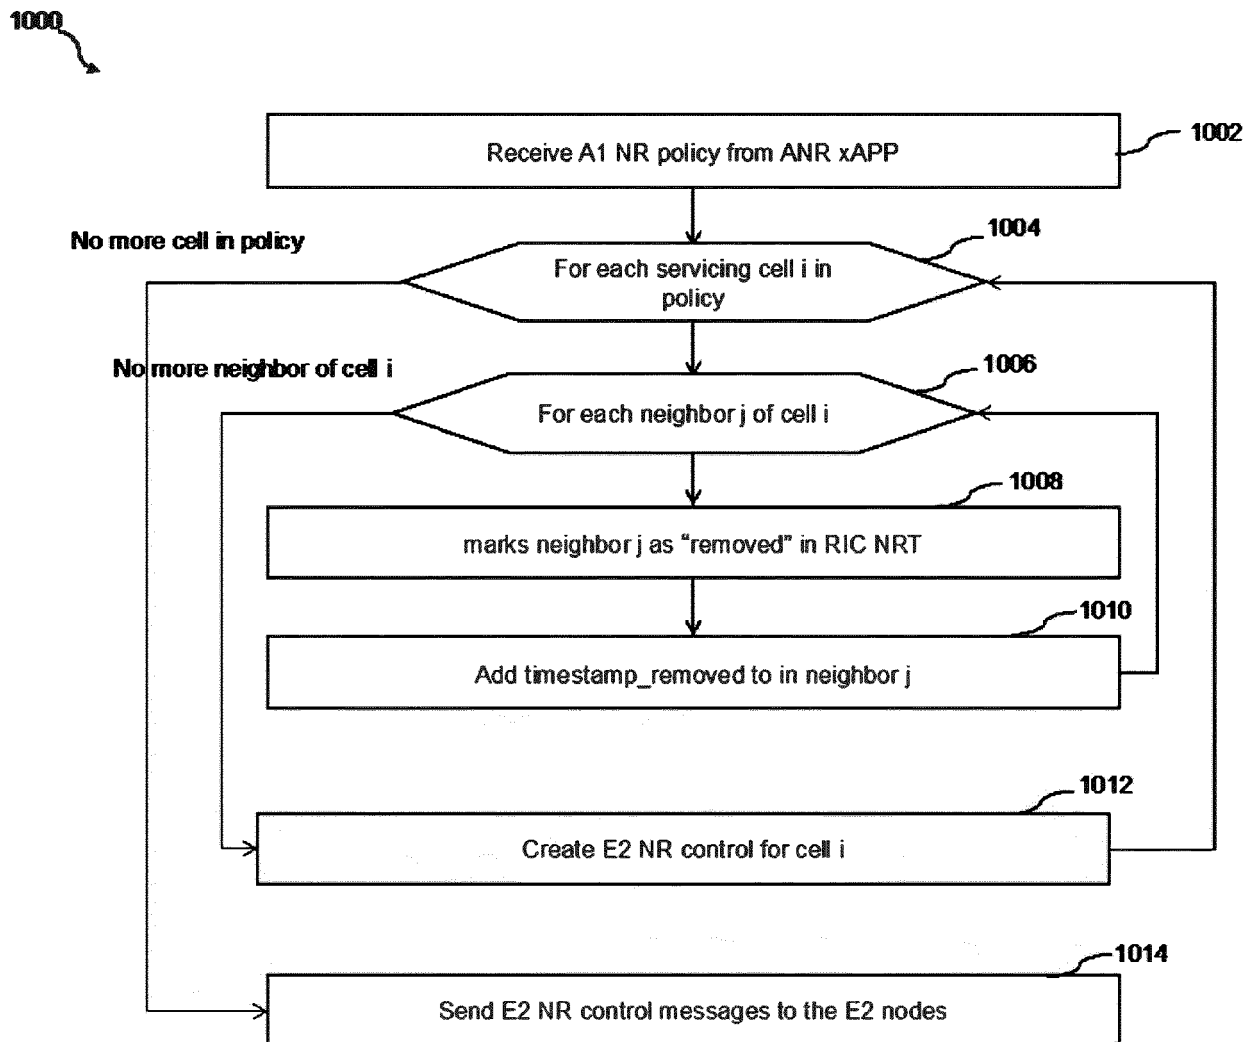 1000
Receive A1 NR policy from ANR xAPP
1002
No more cell in policy
1004
For each servicing cell i in
policy
No more neighbor of cell i
1006
For each neighbor j of cell i
1008
marks neighbor j as “removed” in RIC NRT
1010
Add timestamp_removed to in neighbor j
1012
Create E2 NR control for cell i
1014
Send E2 NR control messages to the E2 nodes